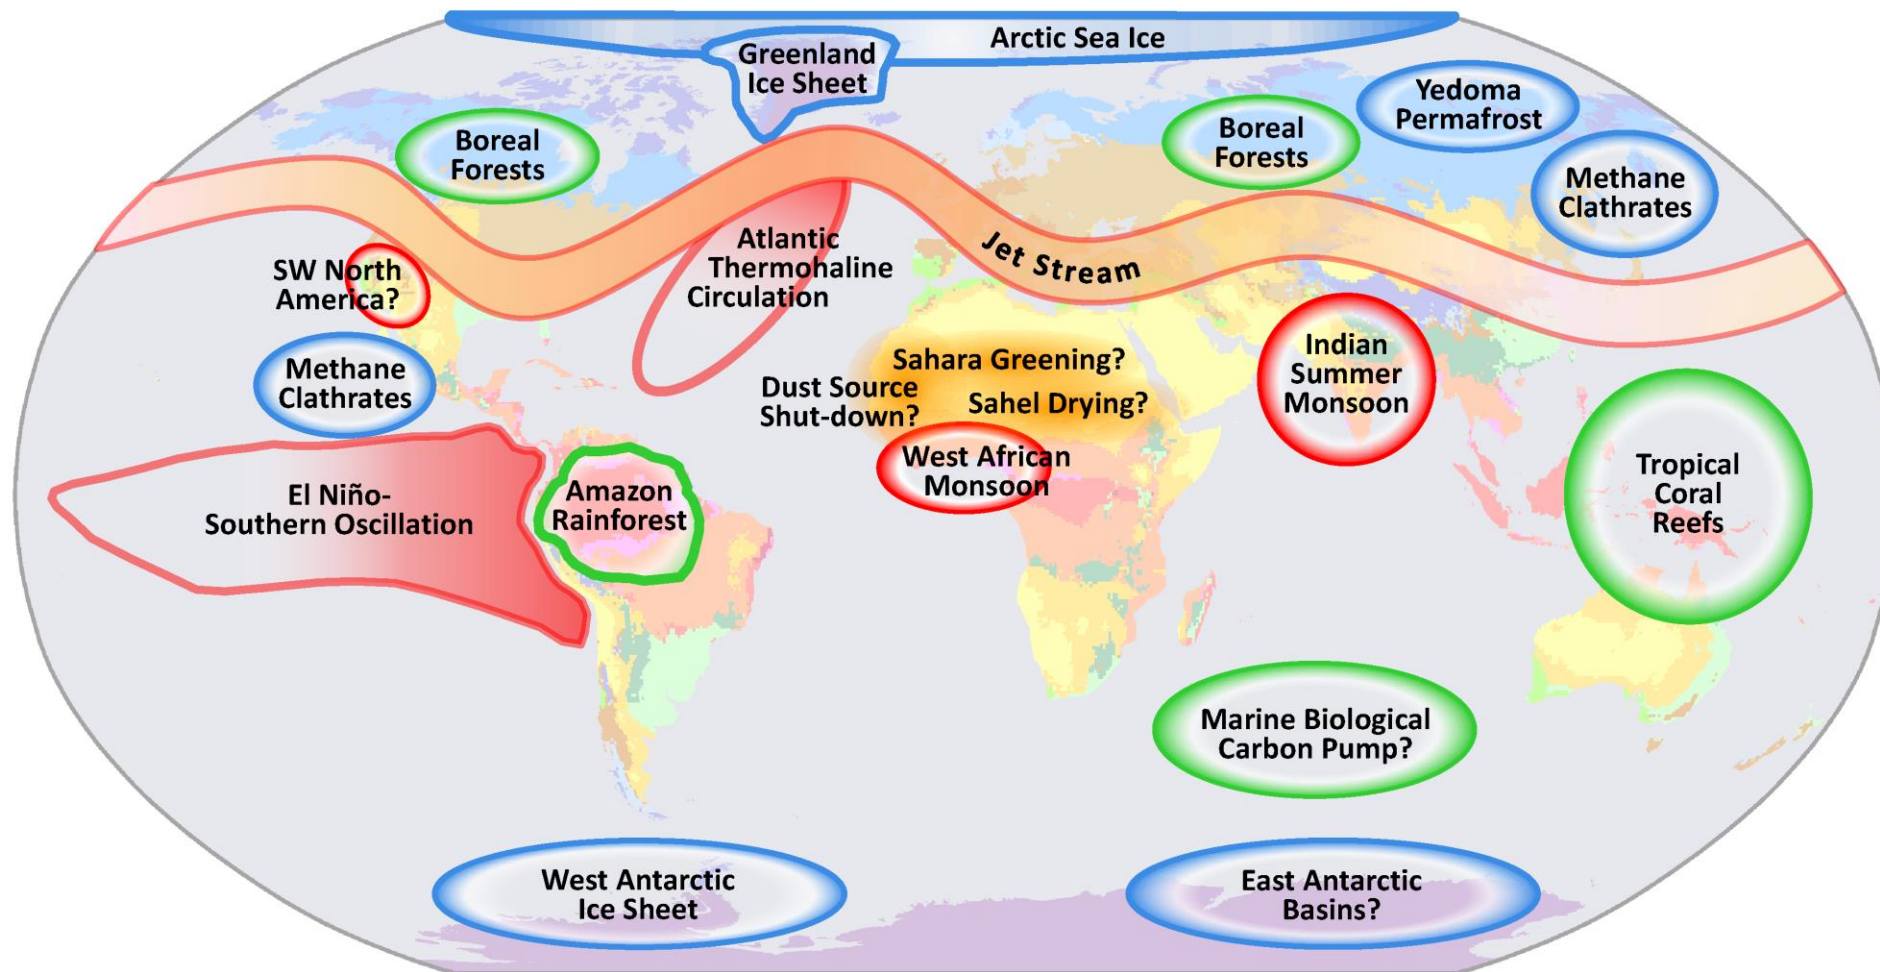 Arctic Sea Ice
Greenland
Ice Sheet
Yedoma
Permafrost
Boreal
Forests
Boreal
Forests
Methane
Clathrates
Jet Stream
Atlantic
Thermohaline
Circulation
SW North
America?
Methane
Clathrates
Sahara Greening?
Dust Source
Shut-down?
Sahel Drying?
Indian
Summer
Monsoon
West African
Monsoon
El Niño-
Southern Oscillation
Amazon
Rainforest
Tropical
Coral
Reefs
Marine Biological
Carbon Pump?
West Antarctic
Ice Sheet
East Antarctic
Basins?